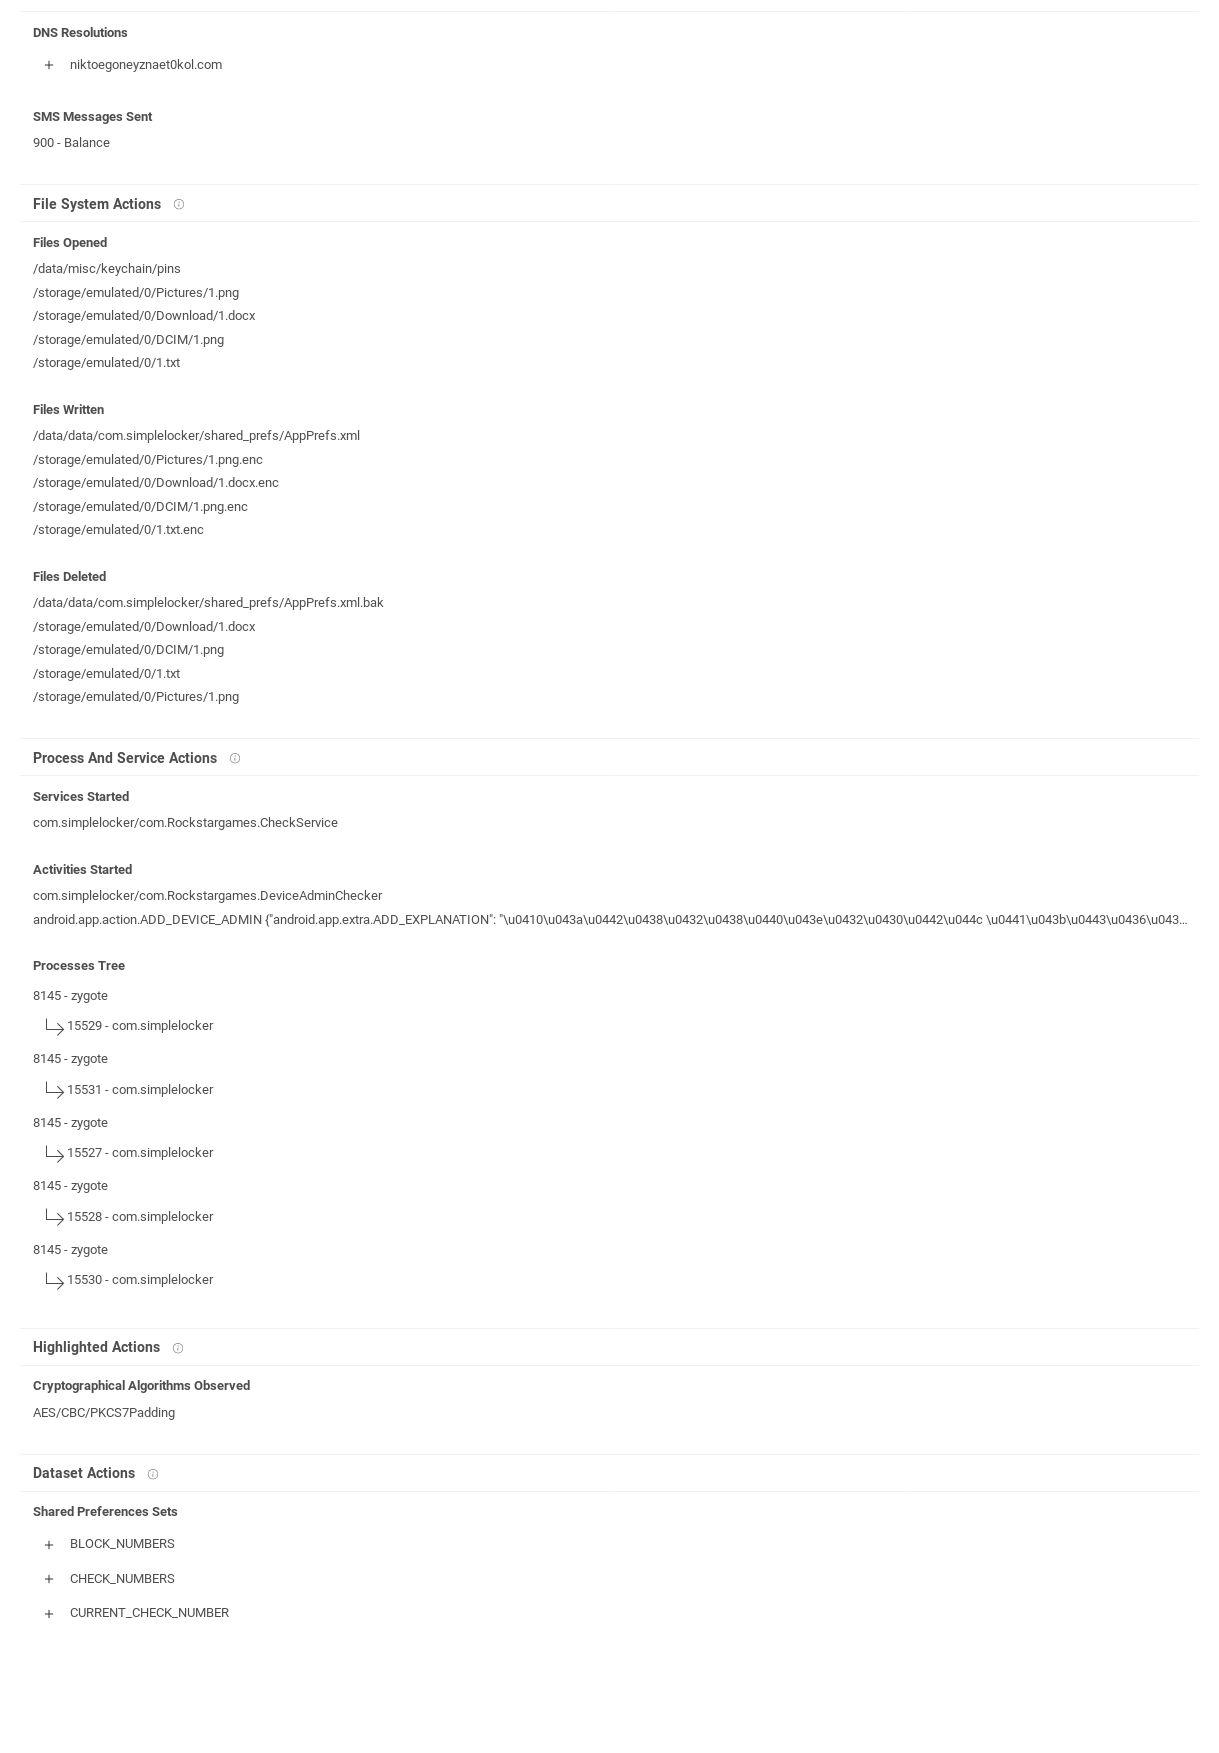 DNS Resolutions
+ niktoegoneyznaet0kol.com
SMS Messages Sent
900 - Balance
File System Actions
Files Opened
/data/misc/keychain/pins
/storage/emulated/0/Pictures/1.png
/storage/emulated/0/Download/1.docx
/storage/emulated/0/DCIM/1.png
/storage/emulated/0/1.txt
Files Written
/data/data/com.simplelocker/shared_prefs/AppPrefs.xml
/storage/emulated/0/Pictures/1.png.enc
/storage/emulated/0/Download/1.docx.enc
/storage/emulated/0/DCIM/1.png.enc
/storage/emulated/0/1.txt.enc
Files Deleted
/data/data/com.simplelocker/shared_prefs/AppPrefs.xml.bak
/storage/emulated/0/Download/1.docx
/storage/emulated/0/DCIM/1.png
/storage/emulated/0/1.txt
/storage/emulated/0/Pictures/1.png
Process And Service Actions
Services Started
com.simplelocker/com.Rockstargames.CheckService
Activities Started
com.simplelocker/com.Rockstargames.DeviceAdminChecker
android.app.action.ADD_DEVICE_ADMIN {"android.app.extra.ADD_EXPLANATION": "\u0410\u043a\u0442\u0438\u0432\u0438\u0440\u043e\u0432\u0430\u0442\u044c \u0441\u043b\u0443\u0436\u043...
Processes Tree
8145 - zygote
15529 - com.simplelocker
8145 - zygote
15531 - com.simplelocker
8145 - zygote
15527 - com.simplelocker
8145 - zygote
15528 - com.simplelocker
8145 - zygote
15530 - com.simplelocker
Highlighted Actions
Cryptographical Algorithms Observed
AES/CBC/PKCS7Padding
Dataset Actions
Shared Preferences Sets
+ BLOCK_NUMBERS
+ CHECK_NUMBERS
+ CURRENT_CHECK_NUMBER